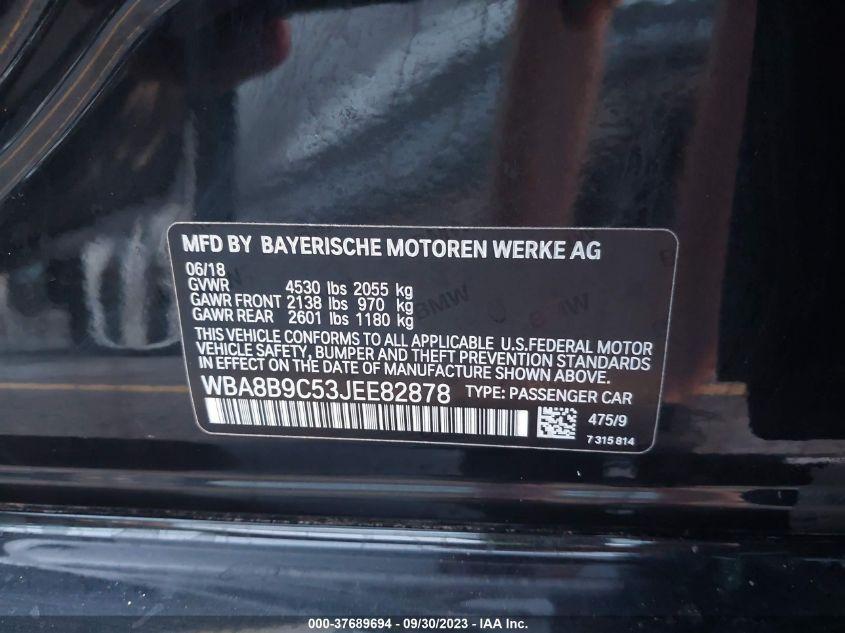 MFD BY BAYERISCHE MOTOREN WERKE AG
06/18
GVWR 4530 lbs 2055 kg
GAWR FRONT 2138 lbs 970 kg
GAWR REAR 2601 lbs 1180 kg
THIS VEHICLE CONFORMS TO ALL APPLICABLE U.S.FEDERAL MOTOR
VEHICLE SAFETY, BUMPER AND THEFT PREVENTION STANDARDS
IN EFFECT ON THE DATE OF MANUFACTURE SHOWN ABOVE.
WBA8B9C53JEE82878 TYPE: PASSENGER CAR
475/9
7 315 814
BMW
000-37689694 - 09/30/2023 - IAA Inc.